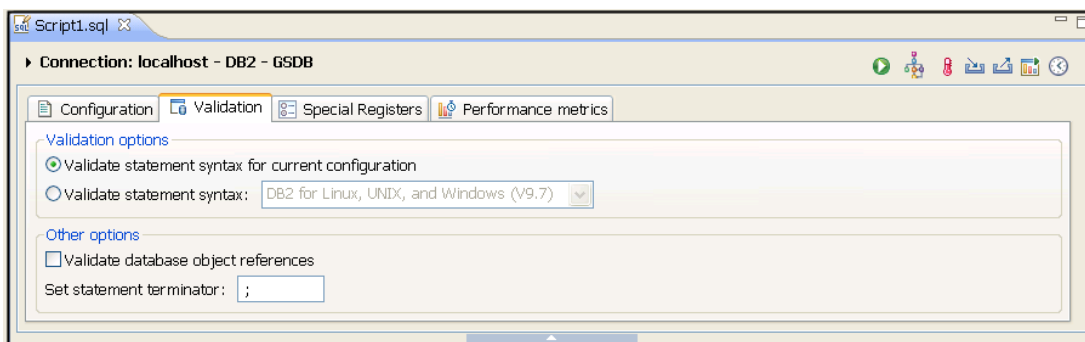 Script1.sql
Connection: localhost - DB2 - GSDB
Configuration Validation Special Registers Performance metrics
Validation options
Validate statement syntax for current configuration
Validate statement syntax: DB2 for Linux, UNIX, and Windows (V9.7)
Other options
Validate database object references
Set statement terminator: ;